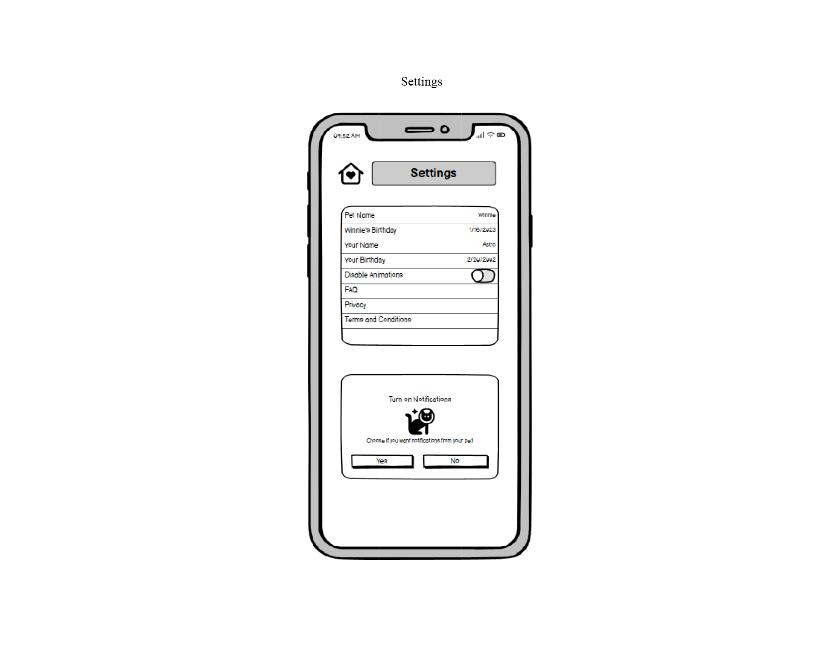 Settings
09:52 AM
Settings
Pet Name Winnie
Winnie's Birthday 1/16/2023
Your Name Astro
Your Birthday 2/20/2002
Disable Animations
FAQ
Privacy
Terms and Conditions
Turn on Notifications
Choose if you want notifications from your pet
Yes No